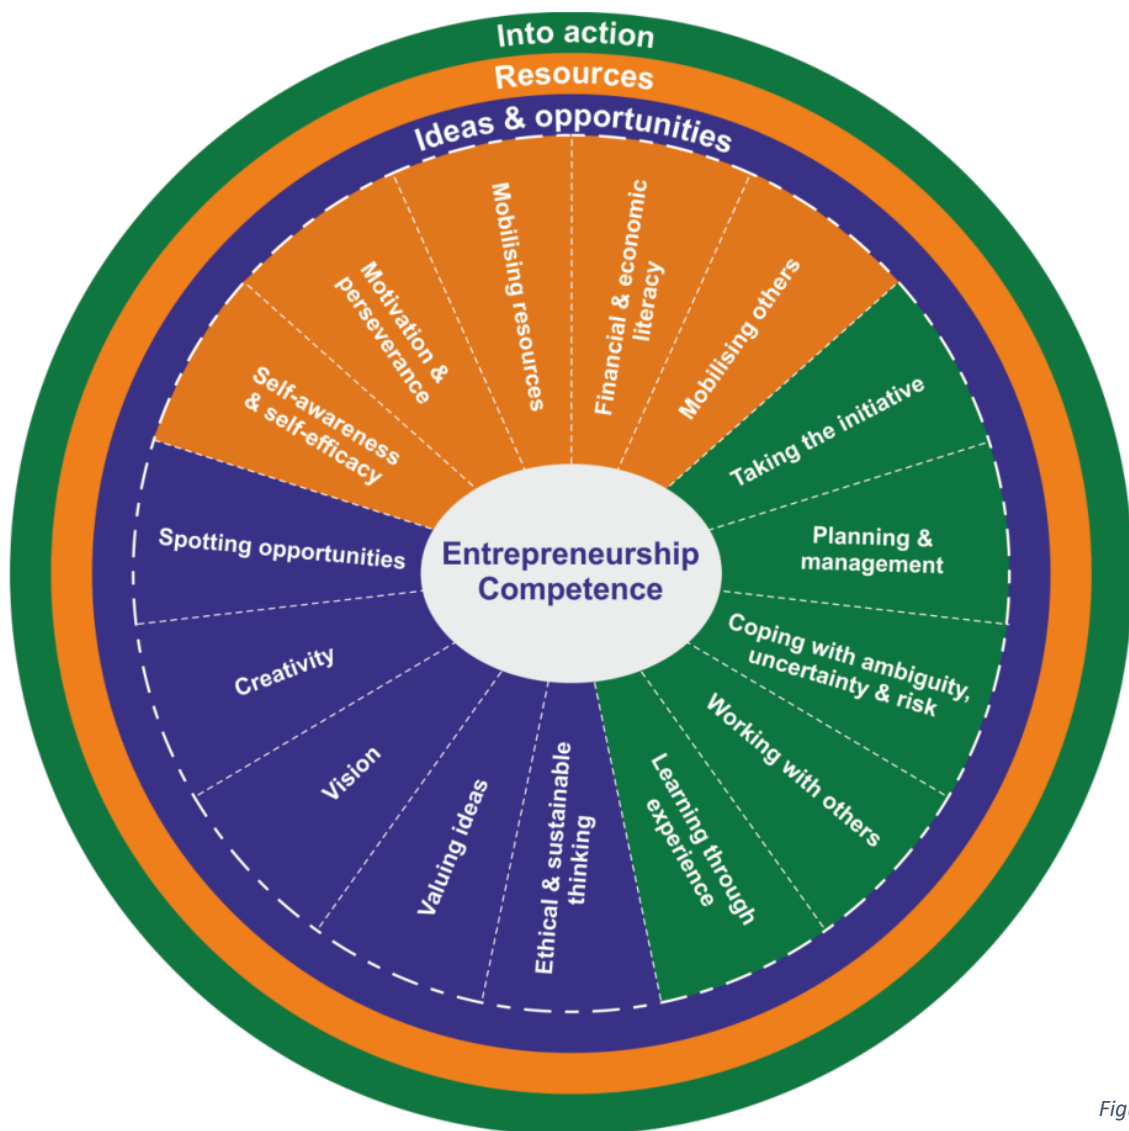 Into action
Resources
Ideas & opportunities
Mobilising resources
Financial & economic
literacy
Mobilising others
Motivation &
perseverance
Self-awareness
& self-efficacy
Taking the initiative
Spotting opportunities
Entrepreneurship
Competence
Planning &
management
Creativity
Coping with ambiguity,
uncertainty & risk
Vision
Working with others
Valuing ideas
Ethical & sustainable
thinking
Learning through
experience